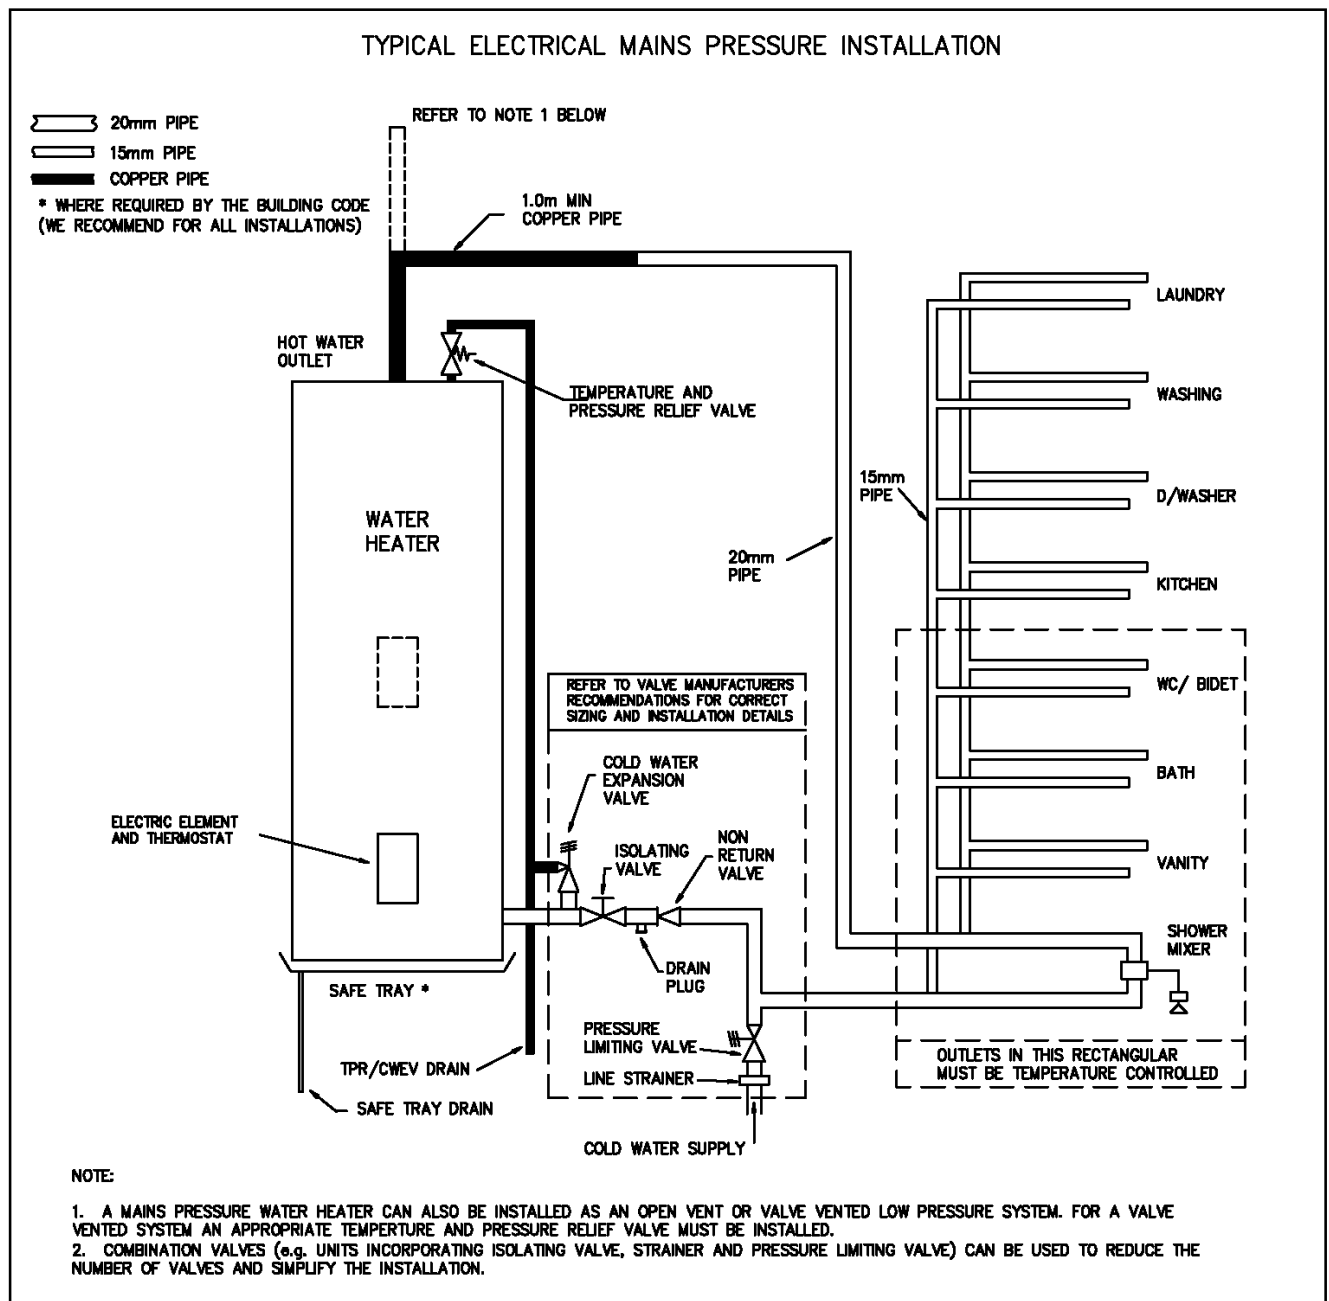 TYPICAL ELECTRICAL MAINS PRESSURE INSTALLATION
20mm PIPE
15mm PIPE
COPPER PIPE
* WHERE REQUIRED BY THE BUILDING CODE
(WE RECOMMEND FOR ALL INSTALLATIONS)
REFER TO NOTE 1 BELOW
1.0m MIN
COPPER PIPE
HOT WATER
OUTLET
TEMPERATURE AND
PRESSURE RELIEF VALVE
WATER
HEATER
15mm
PIPE
20mm
PIPE
LAUNDRY
WASHING
D/WASHER
KITCHEN
WC/ BIDET
BATH
VANITY
SHOWER
MIXER
REFER TO VALVE MANUFACTURERS
RECOMMENDATIONS FOR CORRECT
SIZING AND INSTALLATION DETAILS
COLD WATER
EXPANSION
VALVE
ISOLATING
VALVE
NON
RETURN
VALVE
ELECTRIC ELEMENT
AND THERMOSTAT
DRAIN
PLUG
SAFE TRAY *
PRESSURE
LIMITING VALVE
TPR/CWEV DRAIN
LINE STRAINER
SAFE TRAY DRAIN
OUTLETS IN THIS RECTANGULAR
MUST BE TEMPERATURE CONTROLLED
COLD WATER SUPPLY
NOTE:
1. A MAINS PRESSURE WATER HEATER CAN ALSO BE INSTALLED AS AN OPEN VENT OR VALVE VENTED LOW PRESSURE SYSTEM. FOR A VALVE
VENTED SYSTEM AN APPROPRIATE TEMPERTURE AND PRESSURE RELIEF VALVE MUST BE INSTALLED.
2. COMBINATION VALVES (e.g. UNITS INCORPORATING ISOLATING VALVE, STRAINER AND PRESSURE LIMITING VALVE) CAN BE USED TO REDUCE THE
NUMBER OF VALVES AND SIMPLIFY THE INSTALLATION.